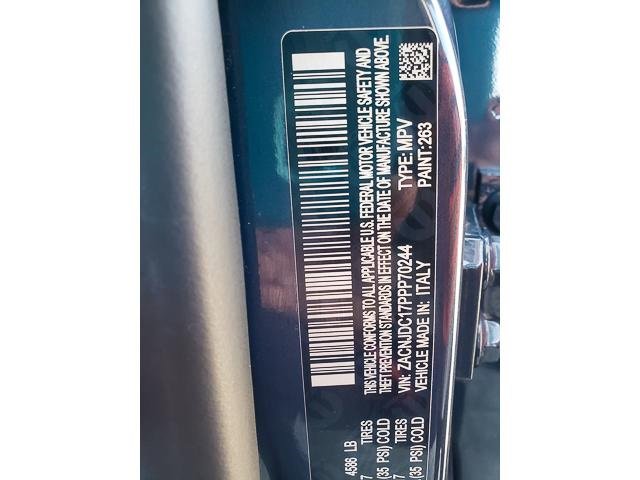 4586 LB
7 TIRES
(35 PSI) COLD
7 TIRES
(35 PSI) COLD
THIS VEHICLE CONFORMS TO ALL APPLICABLE U.S. FEDERAL MOTOR VEHICLE SAFETY AND
THEFT PREVENTION STANDARDS IN EFFECT ON THE DATE OF MANUFACTURE SHOWN ABOVE.
VIN: ZACNJDC17PPP70244 TYPE: MPV
VEHICLE MADE IN: ITALY PAINT:263